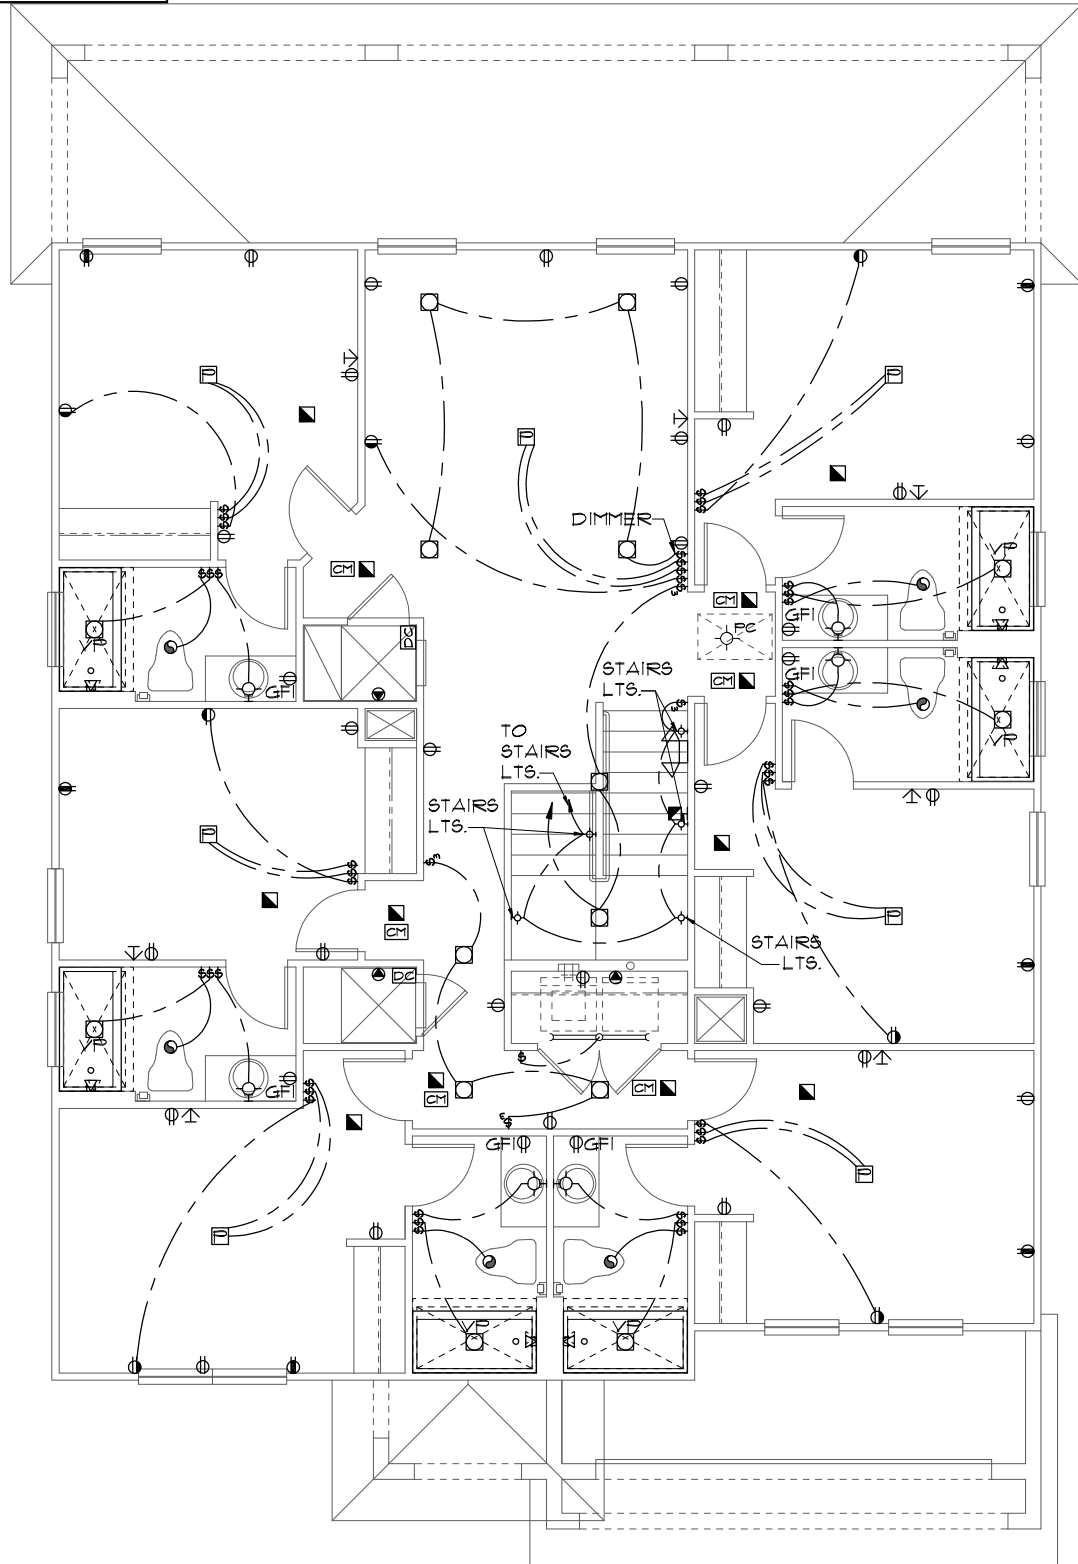 DIMMER
CM
CM
PC
GFI
VP
DC
VP
GFI
STAIRS
LTS.
CM
GFI
VP
TO
STAIRS
LTS.
STAIRS
LTS.
CM
STAIRS
LTS.
DC
VP
GFI
CM
CM
GFI
GFI
VP
VP